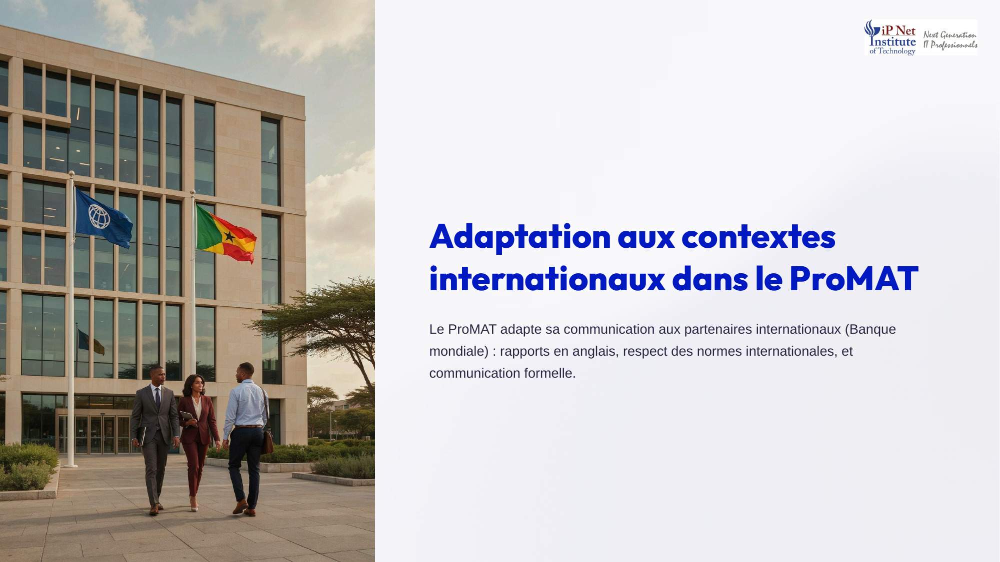 iP Net
Institute
of Technology
Next Generation
IT Professionnels
Adaptation aux contextes
internationaux dans le ProMAT
Le ProMAT adapte sa communication aux partenaires internationaux (Banque
mondiale) : rapports en anglais, respect des normes internationales, et
communication formelle.